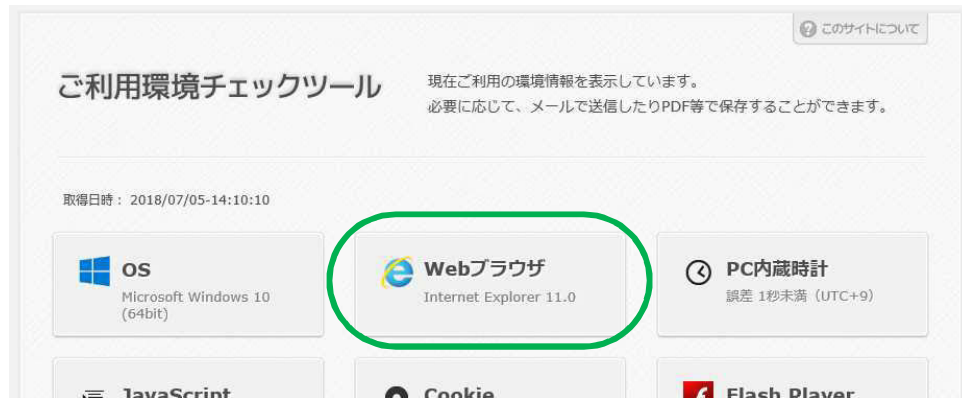 このサイトについて
ご利用環境チェックツール
現在ご利用の環境情報を表示しています。
必要に応じて、メールで送信したりPDF等で保存することができます。
取得日時： 2018/07/05-14:10:10
OS
Microsoft Windows 10
(64bit)
Webブラウザ
Internet Explorer 11.0
PC内蔵時計
誤差 1秒未満（UTC+9）
JavaScript
Cookie
Flash Player